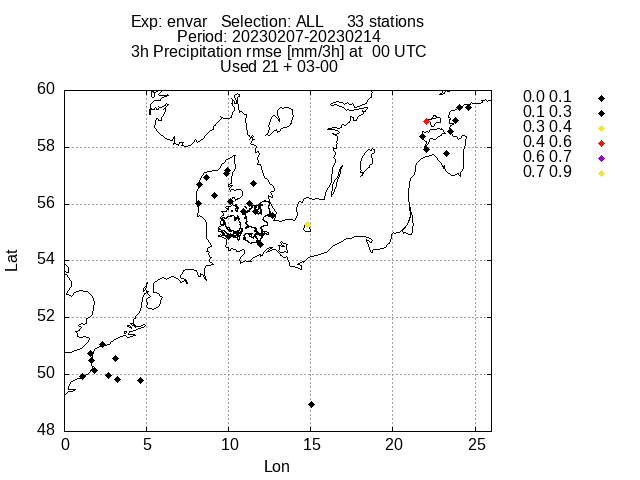 Exp: envar Selection: ALL 33 stations
Period: 20230207-20230214
3h Precipitation rmse [mm/3h] at 00 UTC
Used 21 + 03-00
60
58
56
54
52
50
48
0 5 10 15 20 25
Lat
Lon
0.0 0.1
0.1 0.3
0.3 0.4
0.4 0.6
0.6 0.7
0.7 0.9